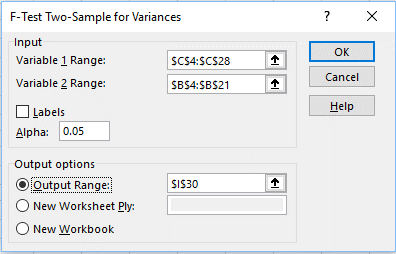 F-Test Two-Sample for Variances
? ×
Input
Variable 1 Range: $C$4:$C$28
Variable 2 Range: $B$4:$B$21
Labels
Alpha: 0.05
OK
Cancel
Help
Output options
Output Range: $I$30
New Worksheet Ply:
New Workbook